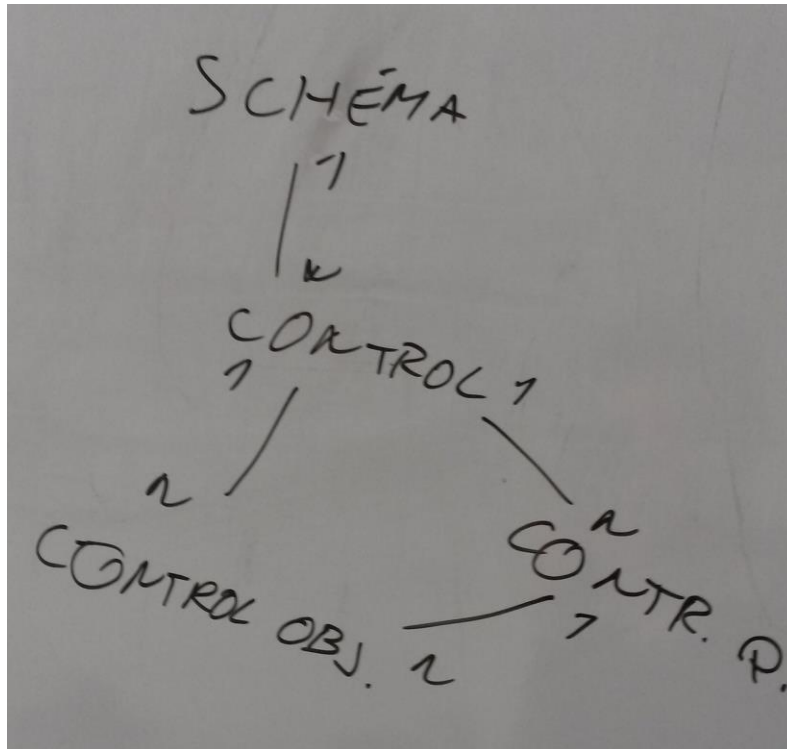 SCHÉMA
1
n
CONTROL
1 1
n n
CONTROL OBJ.
CONTR. P.
n 1